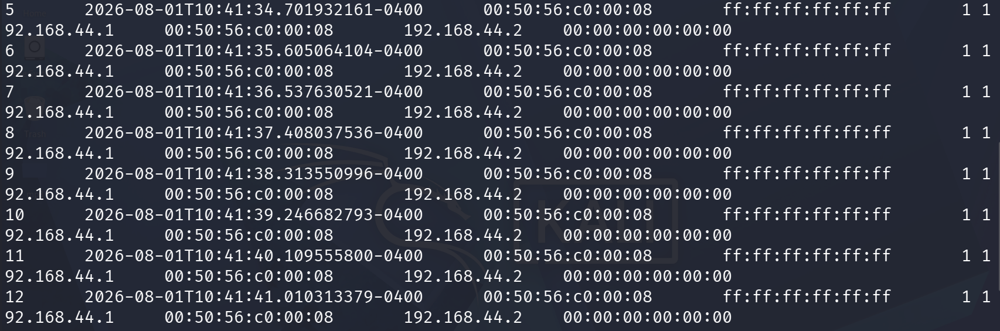 5 2026-08-01T10:41:34.701932161-0400 00:50:56:c0:00:08 ff:ff:ff:ff:ff:ff 1 1
92.168.44.1 00:50:56:c0:00:08 192.168.44.2 00:00:00:00:00:00
6 2026-08-01T10:41:35.605064104-0400 00:50:56:c0:00:08 ff:ff:ff:ff:ff:ff 1 1
92.168.44.1 00:50:56:c0:00:08 192.168.44.2 00:00:00:00:00:00
7 2026-08-01T10:41:36.537630521-0400 00:50:56:c0:00:08 ff:ff:ff:ff:ff:ff 1 1
92.168.44.1 00:50:56:c0:00:08 192.168.44.2 00:00:00:00:00:00
8 2026-08-01T10:41:37.408037536-0400 00:50:56:c0:00:08 ff:ff:ff:ff:ff:ff 1 1
92.168.44.1 00:50:56:c0:00:08 192.168.44.2 00:00:00:00:00:00
9 2026-08-01T10:41:38.313550996-0400 00:50:56:c0:00:08 ff:ff:ff:ff:ff:ff 1 1
92.168.44.1 00:50:56:c0:00:08 192.168.44.2 00:00:00:00:00:00
10 2026-08-01T10:41:39.246682793-0400 00:50:56:c0:00:08 ff:ff:ff:ff:ff:ff 1 1
92.168.44.1 00:50:56:c0:00:08 192.168.44.2 00:00:00:00:00:00
11 2026-08-01T10:41:40.109555800-0400 00:50:56:c0:00:08 ff:ff:ff:ff:ff:ff 1 1
92.168.44.1 00:50:56:c0:00:08 192.168.44.2 00:00:00:00:00:00
12 2026-08-01T10:41:41.010313379-0400 00:50:56:c0:00:08 ff:ff:ff:ff:ff:ff 1 1
92.168.44.1 00:50:56:c0:00:08 192.168.44.2 00:00:00:00:00:00
Home
Trash
KALI